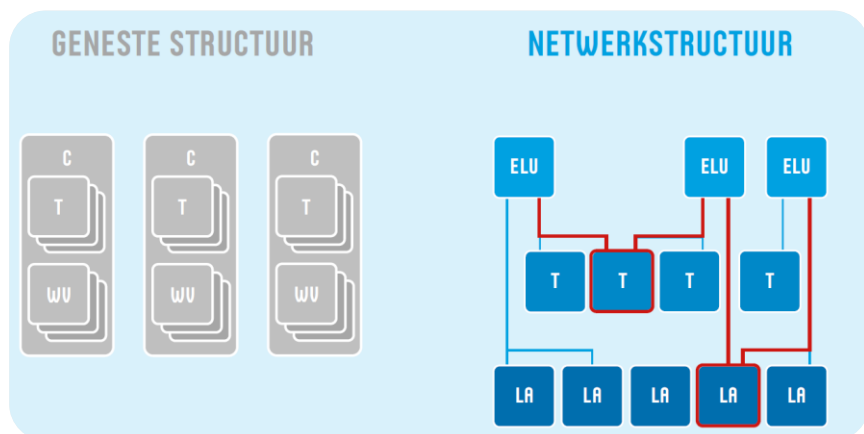 GENESTE STRUCTUUR
C
T
WV
C
T
WV
C
T
WV
NETWERKSTRUCTUUR
ELU ELU ELU
T T T T
LA LA LA LA LA